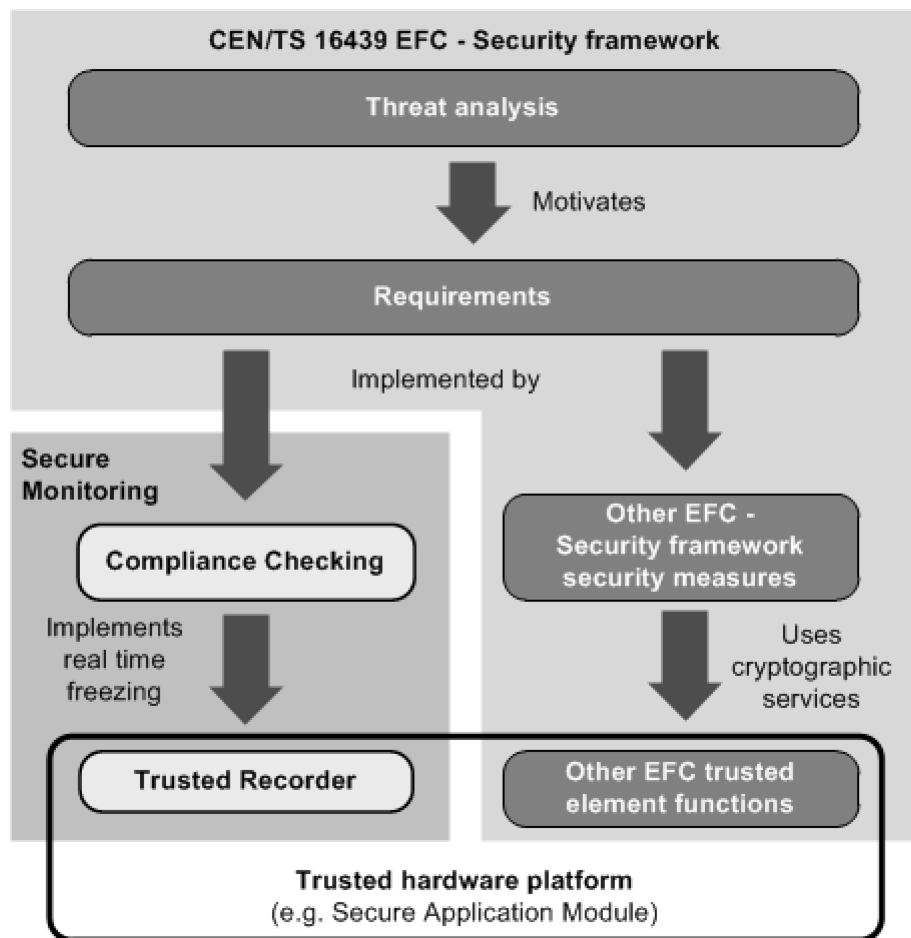 CEN/TS 16439 EFC - Security framework
Threat analysis
Motivates
Requirements
Implemented by
Secure
Monitoring
Compliance Checking
Other EFC -
Security framework
security measures
Implements
real time
freezing
Uses
cryptographic
services
Trusted Recorder
Other EFC trusted
element functions
Trusted hardware platform
(e.g. Secure Application Module)